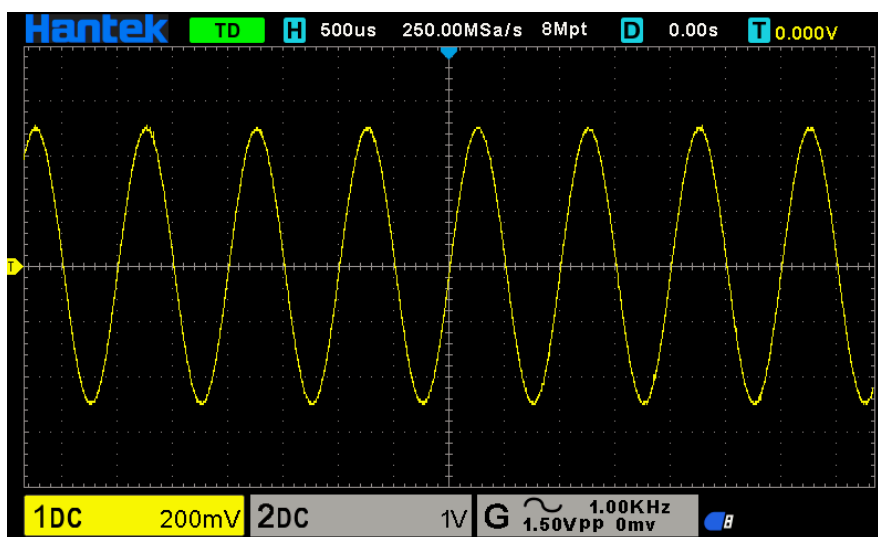 Hantek TD H 500us 250.00MSa/s 8Mpt D 0.00s T 0.000V
T
1DC 200mV 2DC 1V G 1.00KHz
1.50Vpp 0mv